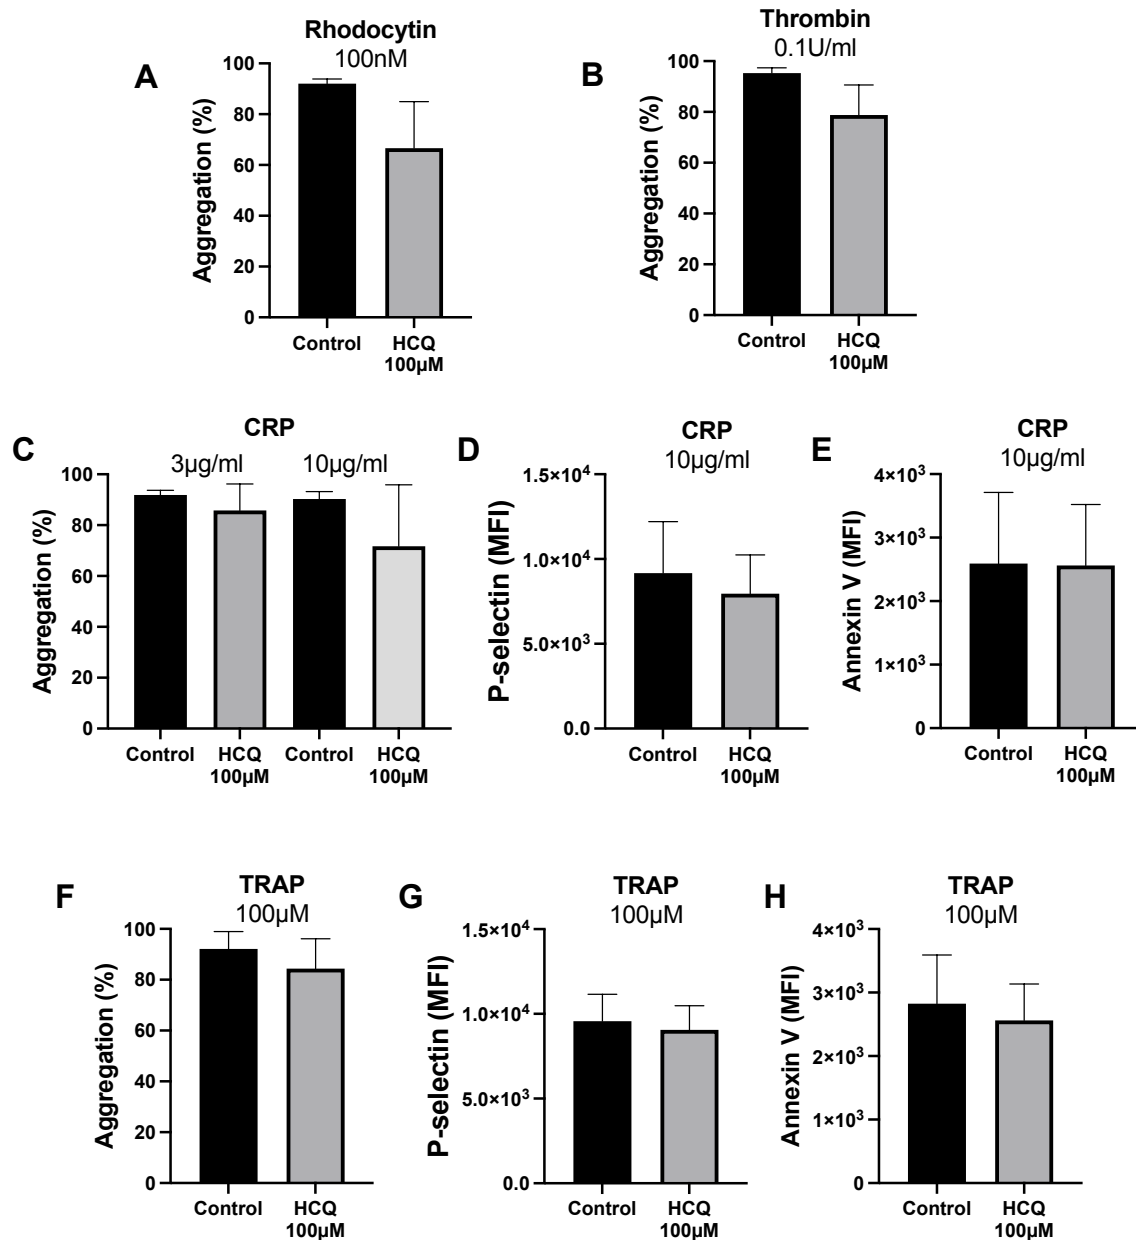 A
Rhodocytin
100nM
Aggregation (%)
100
80
60
40
20
0
Control
HCQ
100µM
B
Thrombin
0.1U/ml
Aggregation (%)
100
80
60
40
20
0
Control
HCQ
100µM
C
CRP
3µg/ml 10µg/ml
Aggregation (%)
100
80
60
40
20
0
Control HCQ Control HCQ
100µM 100µM
D
CRP
10µg/ml
P-selectin (MFI)
1.5×10⁴
1.0×10⁴
5.0×10³
0.0
Control HCQ
100µM
E
CRP
10µg/ml
Annexin V (MFI)
4×10³
3×10³
2×10³
1×10³
0
Control HCQ
100µM
F
TRAP
100µM
Aggregation (%)
100
80
60
40
20
0
Control HCQ
100µM
G
TRAP
100µM
P-selectin (MFI)
1.5×10⁴
1.0×10⁴
5.0×10³
0.0
Control HCQ
100µM
H
TRAP
100µM
Annexin V (MFI)
4×10³
3×10³
2×10³
1×10³
0
Control HCQ
100µM